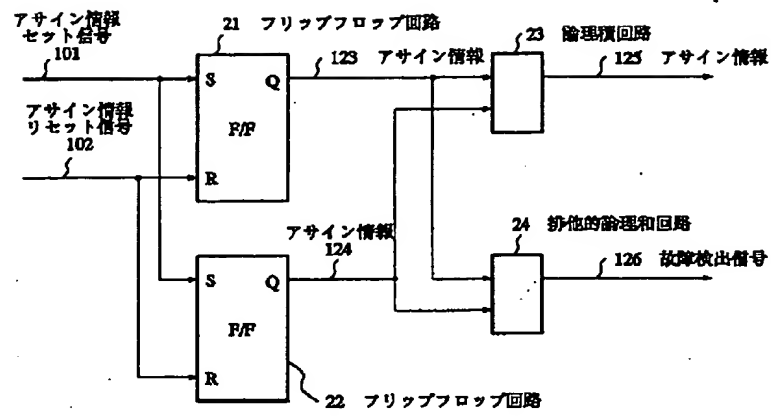 アサイン情報
セット信号
101
21 フリップフロップ回路
S Q
F/F
R
123 アサイン情報
23 論理積回路
125 アサイン情報
アサイン情報
リセット信号
102
アサイン情報
124
24 排他的論理和回路
126 故障検出信号
S Q
F/F
R
22 フリップフロップ回路